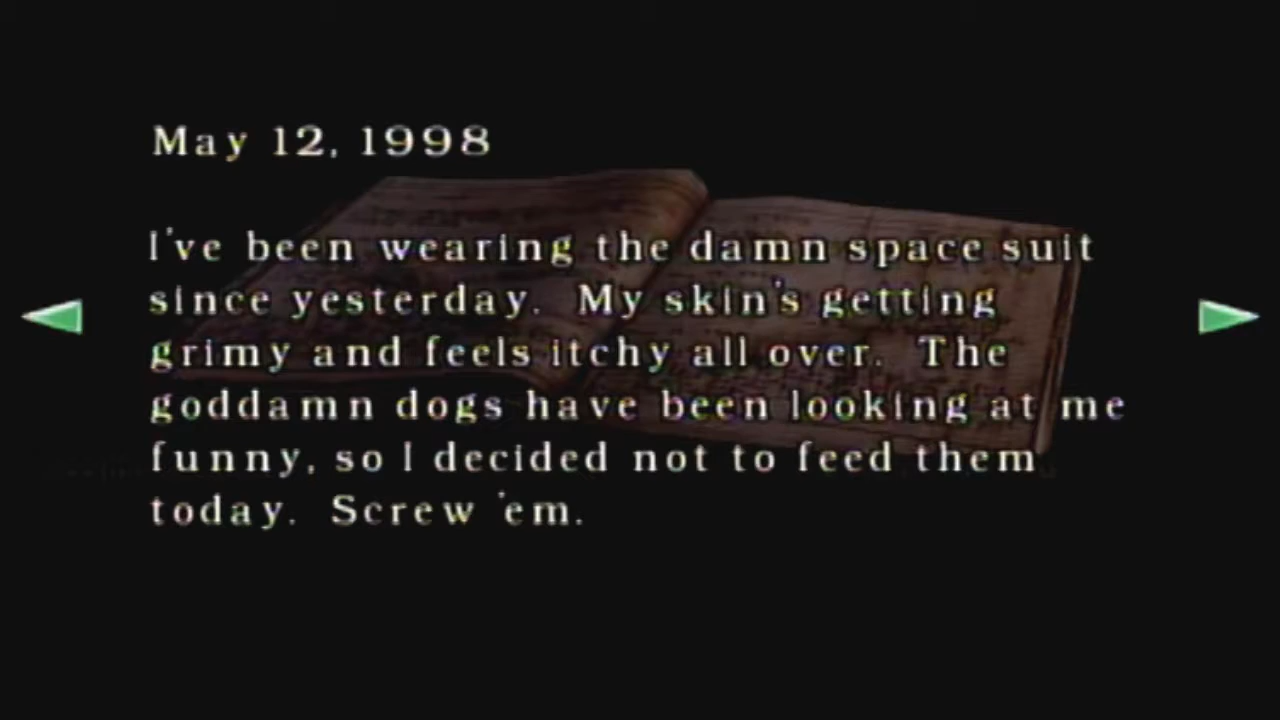 May 12, 1998
I've been wearing the damn space suit
since yesterday. My skin's getting
grimy and feels itchy all over. The
goddamn dogs have been looking at me
funny, so I decided not to feed them
today. Screw 'em.